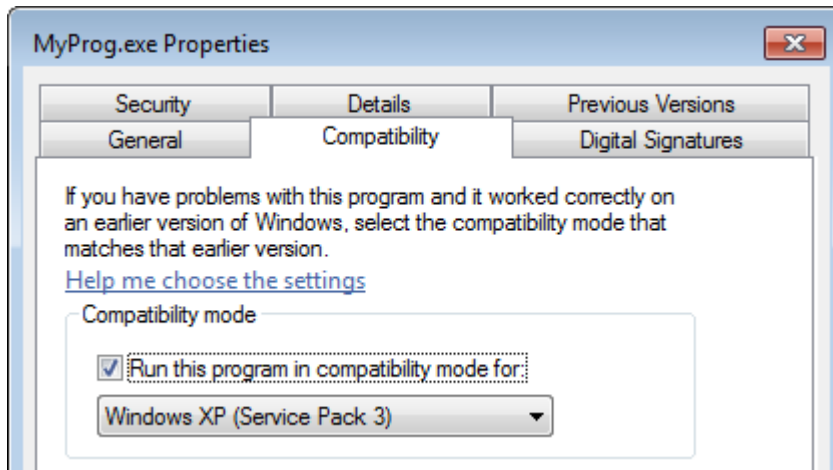 MyProg.exe Properties
Security Details Previous Versions
General Compatibility Digital Signatures
If you have problems with this program and it worked correctly on
an earlier version of Windows, select the compatibility mode that
matches that earlier version.
Help me choose the settings
Compatibility mode
Run this program in compatibility mode for:
Windows XP (Service Pack 3)